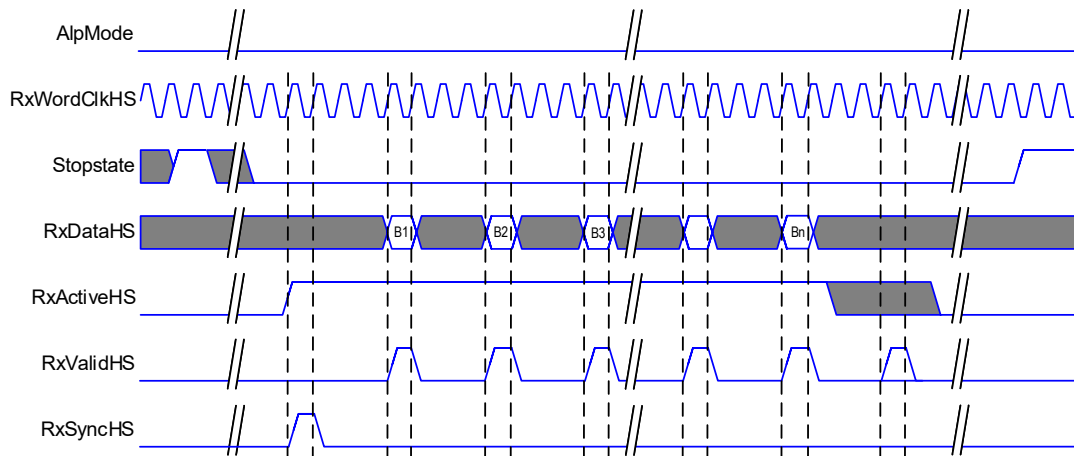 AlpMode
RxWordClkHS
Stopstate
RxDataHS
B1
B2
B3
Bn
RxActiveHS
RxValidHS
RxSyncHS